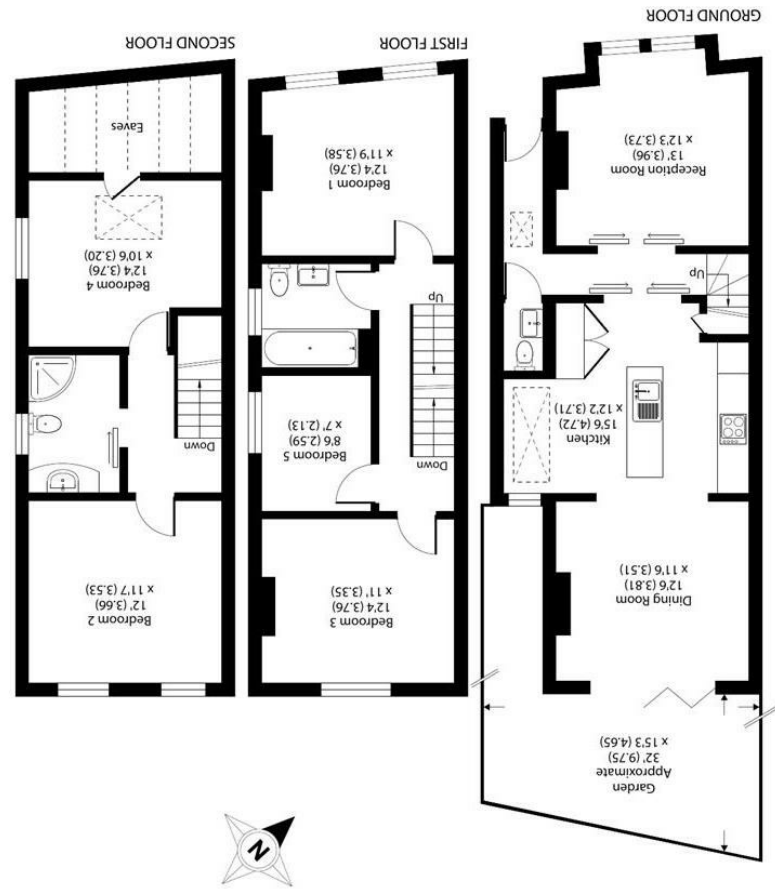 N
Garden
Approximate
32' (9.75)
x 15'3 (4.65)
Dining Room
12'6 (3.81)
x 11'6 (3.51)
Kitchen
15'6 (4.72)
x 12'2 (3.71)
Up
Reception Room
13' (3.96)
x 12'3 (3.73)
GROUND FLOOR
Bedroom 3
12'4 (3.76)
x 11' (3.35)
Down
Bedroom 5
8'6 (2.59)
x 7' (2.13)
Up
Bedroom 1
12'4 (3.76)
x 11'9 (3.58)
FIRST FLOOR
Bedroom 2
12' (3.66)
x 11'7 (3.53)
Down
Bedroom 4
12'4 (3.76)
x 10'6 (3.20)
Eaves
SECOND FLOOR